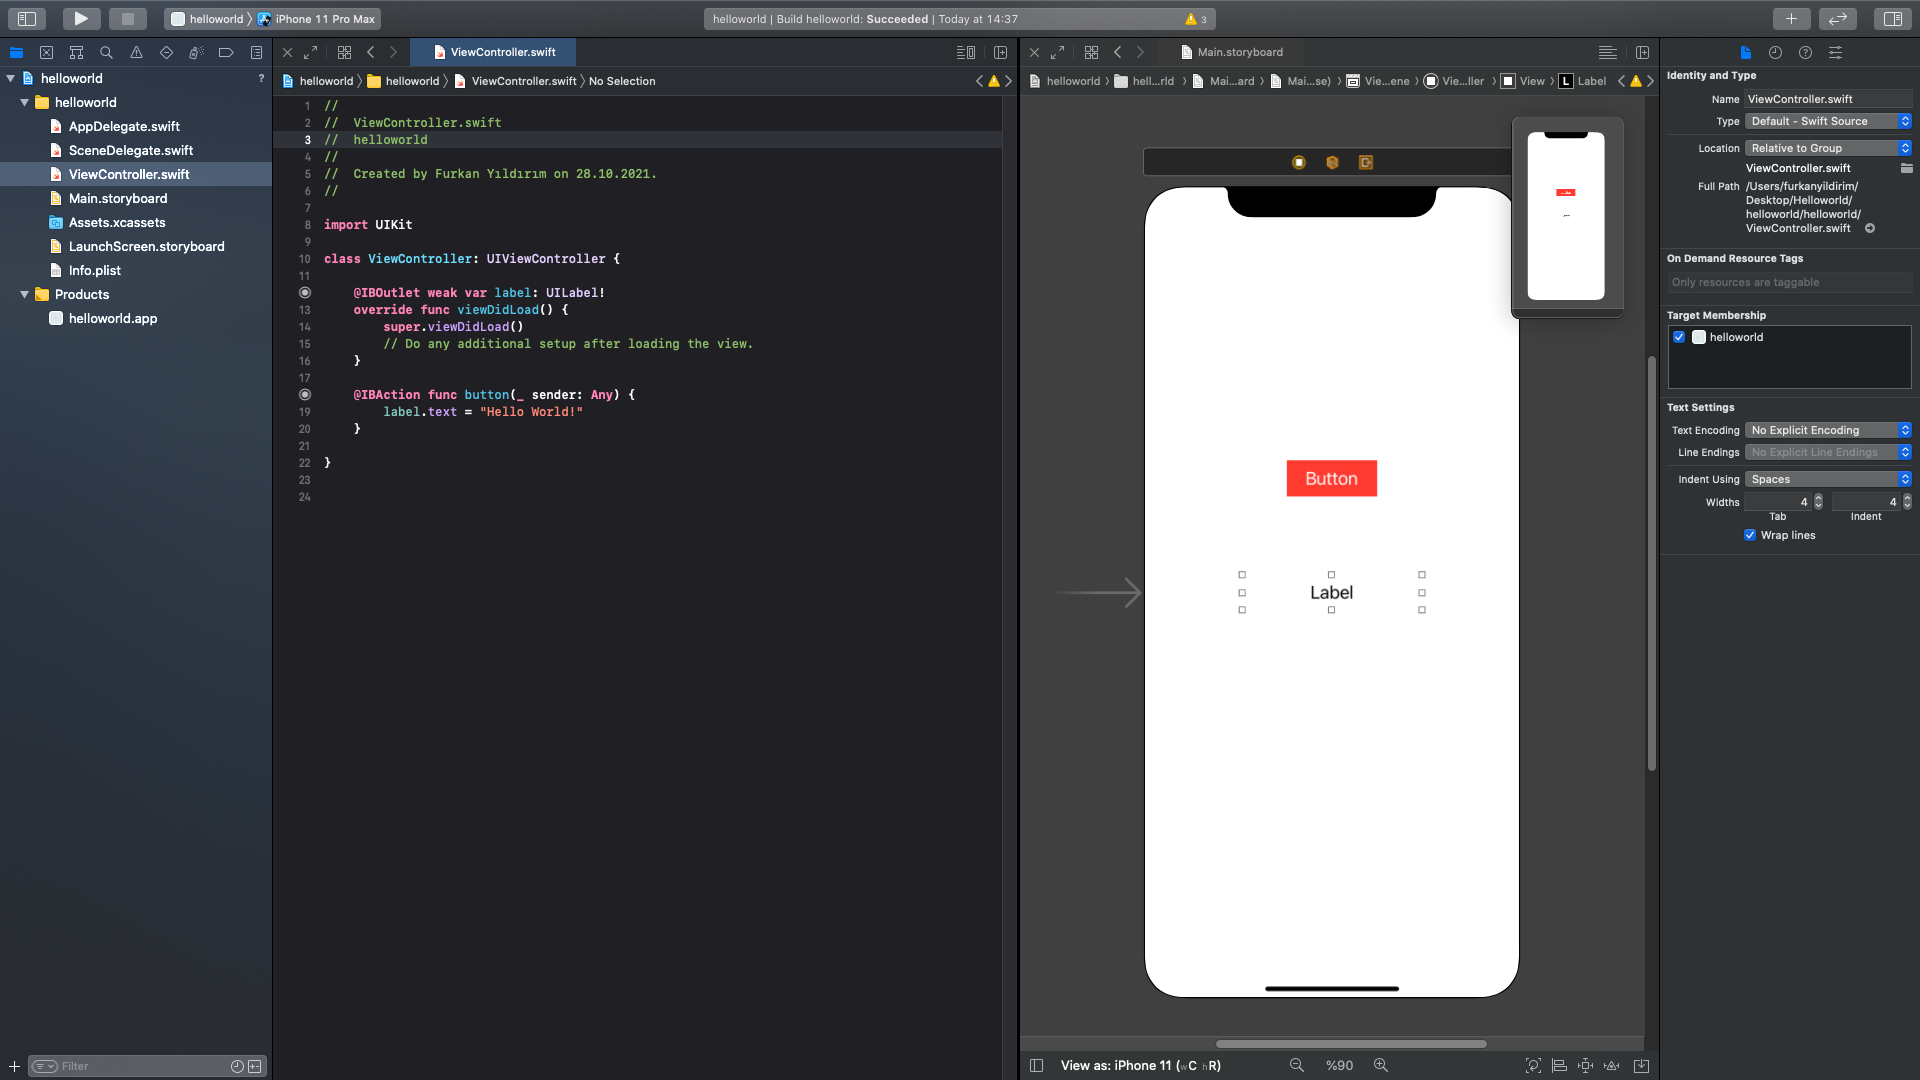 helloworld 〉 iPhone 11 Pro Max
helloworld | Build helloworld: Succeeded | Today at 14:37
3
helloworld
?
helloworld
AppDelegate.swift
SceneDelegate.swift
ViewController.swift
Main.storyboard
Assets.xcassets
LaunchScreen.storyboard
Info.plist
Products
helloworld.app
Filter
ViewController.swift
helloworld 〉 helloworld 〉 ViewController.swift 〉 No Selection
1 //
2 //  ViewController.swift
3 //  helloworld
4 //
5 //  Created by Furkan Yıldırım on 28.10.2021.
6 //
7
8 import UIKit
9
10 class ViewController: UIViewController {
11
@IBOutlet weak var label: UILabel!
13     override func viewDidLoad() {
14         super.viewDidLoad()
15         // Do any additional setup after loading the view.
16     }
17
@IBAction func button(_ sender: Any) {
19         label.text = "Hello World!"
20     }
21
22 }
23
24
Main.storyboard
helloworld 〉 hell...rld 〉 Mai...ard 〉 Mai...se) 〉 Vie...ene 〉 Vie...ller 〉 View 〉 L Label
Button
Label
View as: iPhone 11 (wC hR)
%90
Identity and Type
Name ViewController.swift
Type Default - Swift Source
Location Relative to Group
ViewController.swift
Full Path /Users/furkanyildirim/
Desktop/Helloworld/
helloworld/helloworld/
ViewController.swift
On Demand Resource Tags
Only resources are taggable
Target Membership
helloworld
Text Settings
Text Encoding No Explicit Encoding
Line Endings No Explicit Line Endings
Indent Using Spaces
Widths 4 4
Tab Indent
Wrap lines